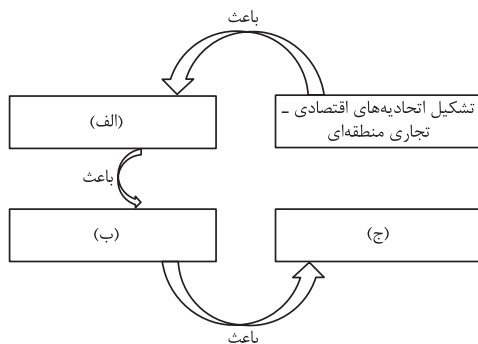 باعث
تشکیل اتحادیه‌های اقتصادی ـ
تجاری منطقه‌ای
(الف)
باعث
(ج)
(ب)
باعث